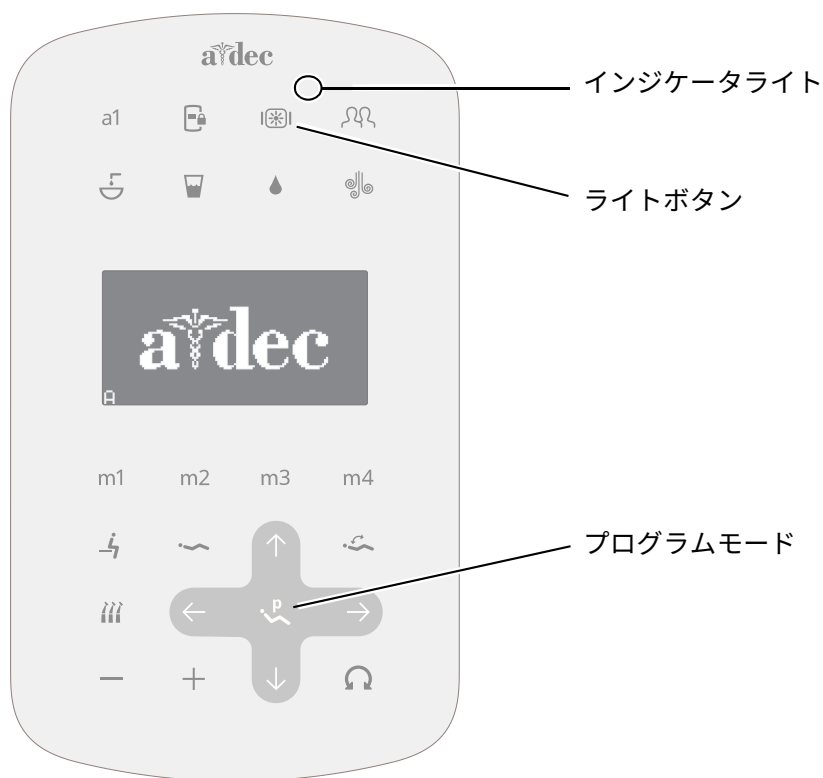 a dec
インジケータライト
a1
ライトボタン
a dec
A
m1 m2 m3 m4
プログラムモード
p